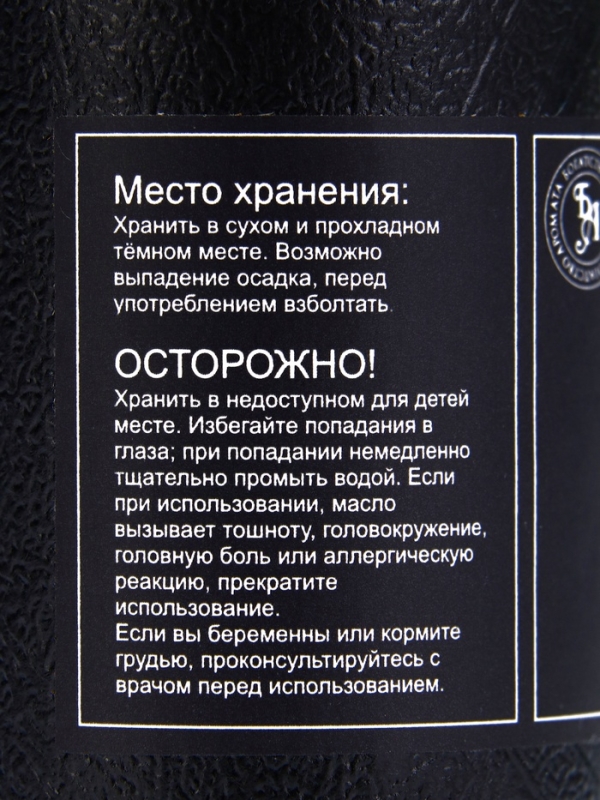 Место хранения:
Хранить в сухом и прохладном
тёмном месте. Возможно
выпадение осадка, перед
употреблением взболтать.
ОСТОРОЖНО!
Хранить в недоступном для детей
месте. Избегайте попадания в
глаза; при попадании немедленно
тщательно промыть водой. Если
при использовании, масло
вызывает тошноту, головокружение,
головную боль или аллергическую
реакцию, прекратите
использование.
Если вы беременны или кормите
грудью, проконсультируйтесь с
врачом перед использованием.
БА
АРОМАТА